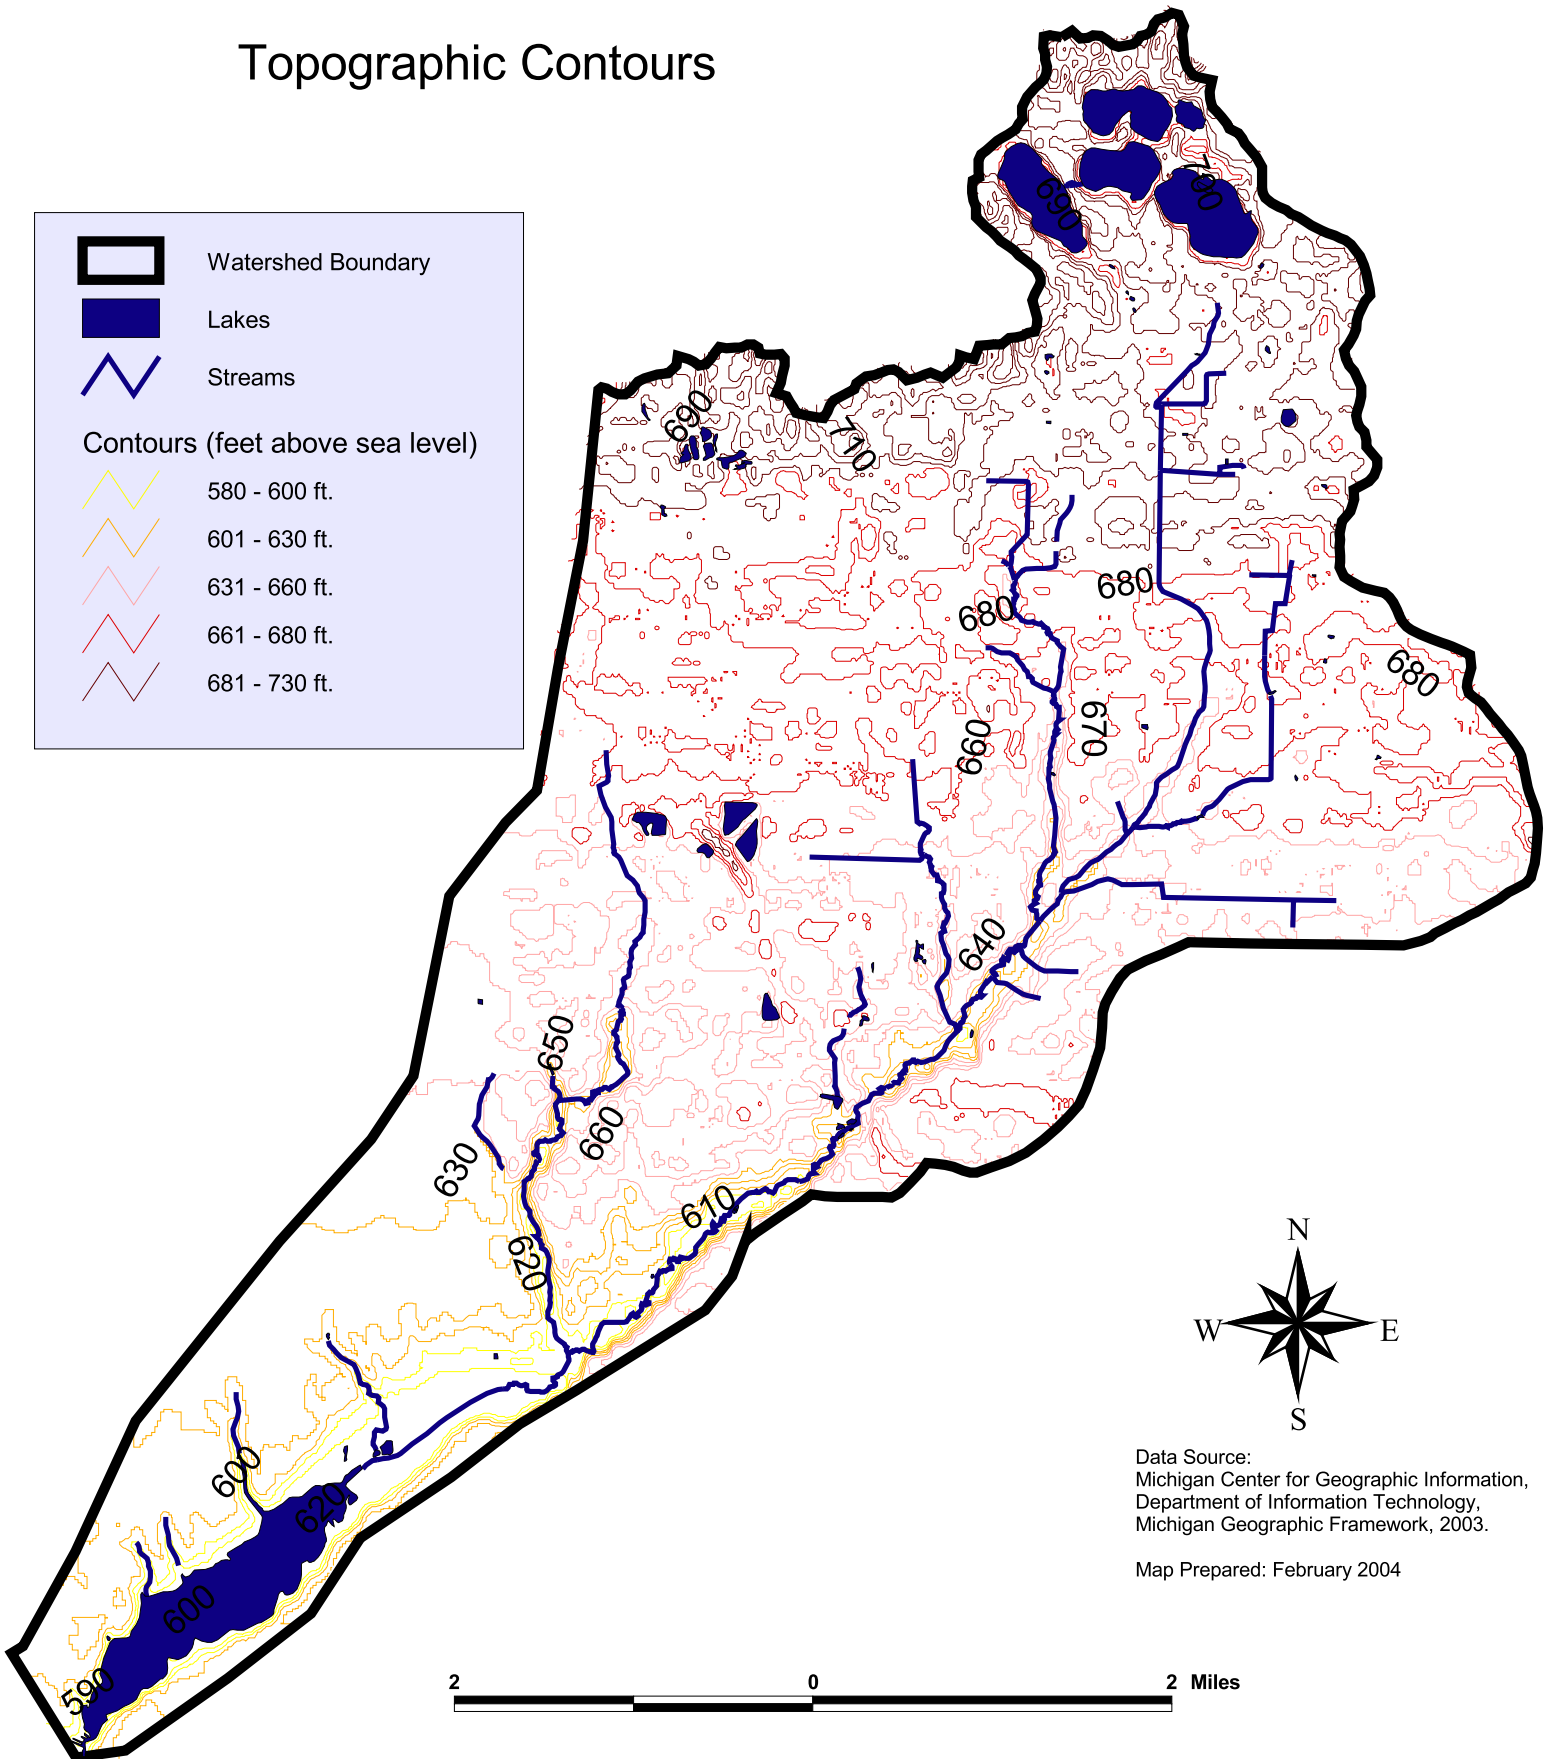 Topographic Contours
Watershed Boundary
Lakes
Streams
Contours (feet above sea level)
580 - 600 ft.
601 - 630 ft.
631 - 660 ft.
661 - 680 ft.
681 - 730 ft.
690
700
690
710
680
680
680
660
670
640
650
660
630
610
620
600
620
600
590
N
W
E
S
Data Source:
Michigan Center for Geographic Information,
Department of Information Technology,
Michigan Geographic Framework, 2003.
Map Prepared: February 2004
2 0 2 Miles